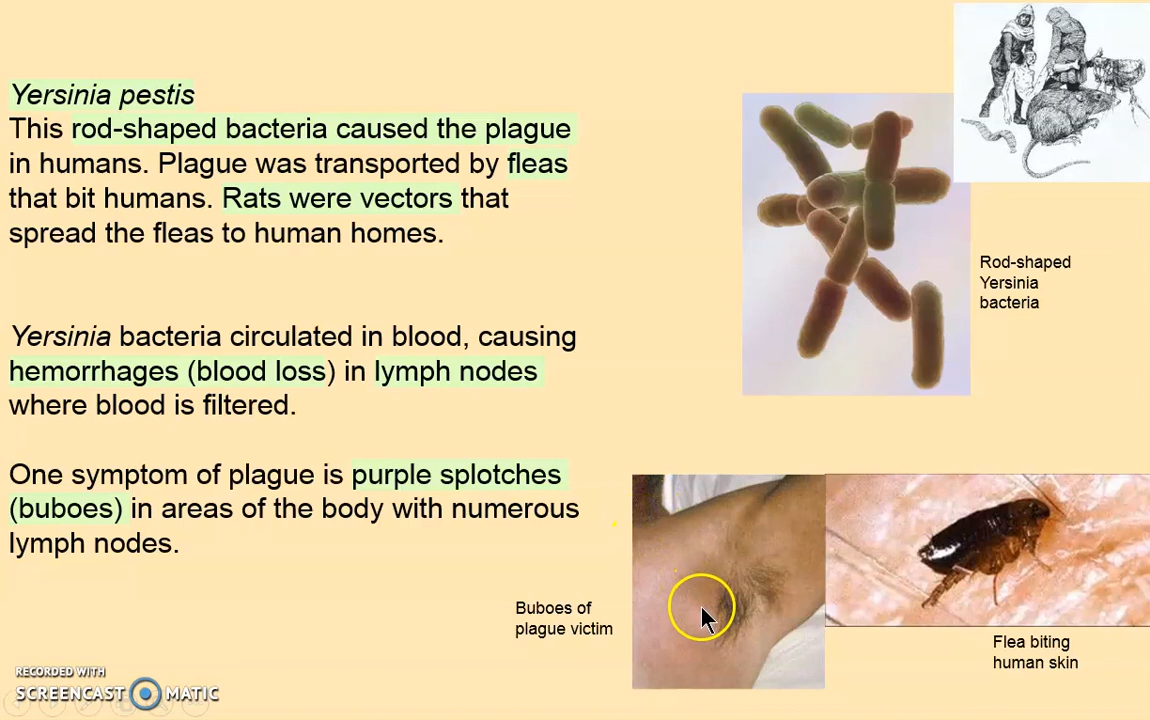 Yersinia pestis
This rod-shaped bacteria caused the plague
in humans. Plague was transported by fleas
that bit humans. Rats were vectors that
spread the fleas to human homes.
Yersinia bacteria circulated in blood, causing
hemorrhages (blood loss) in lymph nodes
where blood is filtered.
One symptom of plague is purple splotches
(buboes) in areas of the body with numerous
lymph nodes.
Rod-shaped
Yersinia
bacteria
Buboes of
plague victim
Flea biting
human skin
RECORDED WITH
SCREENCAST MATIC